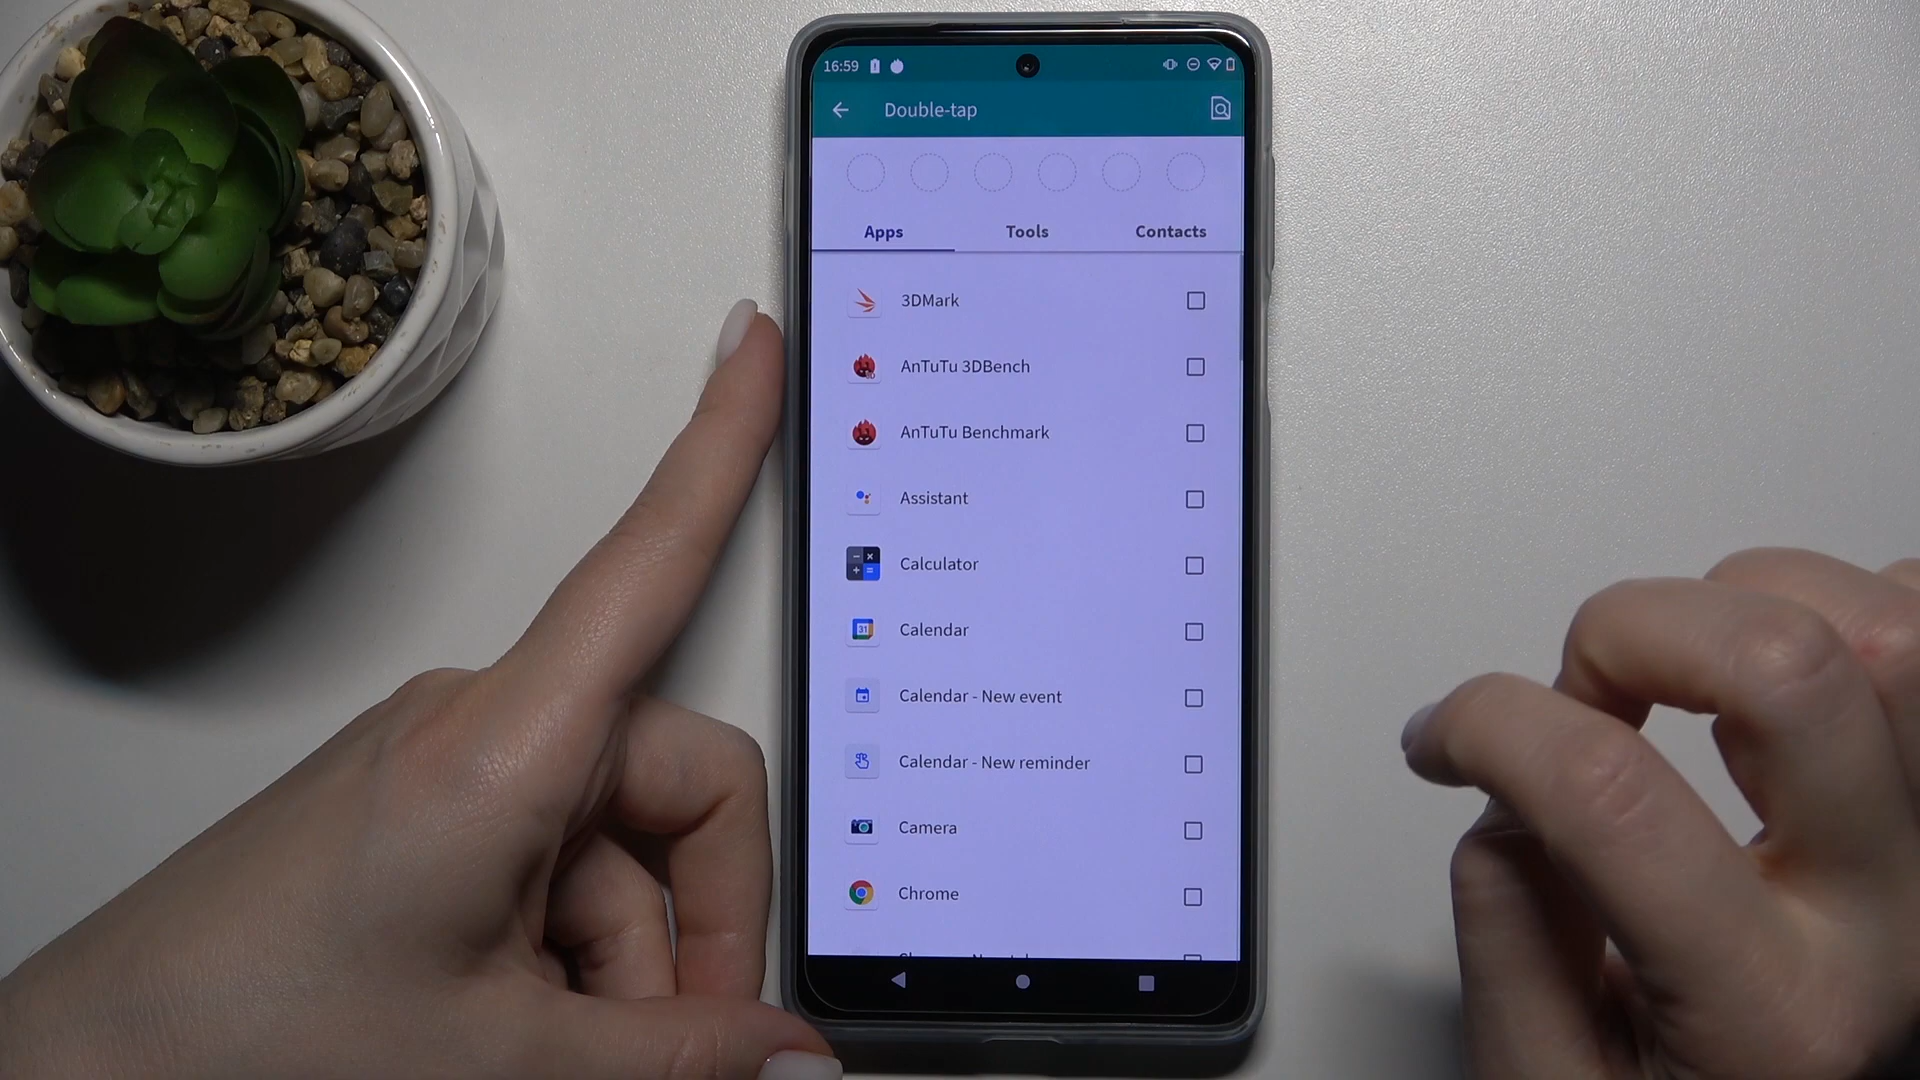 16:59
Double-tap
Apps
Tools
Contacts
3DMark
AnTuTu 3DBench
AnTuTu Benchmark
Assistant
Calculator
31
Calendar
Calendar - New event
Calendar - New reminder
Camera
Chrome